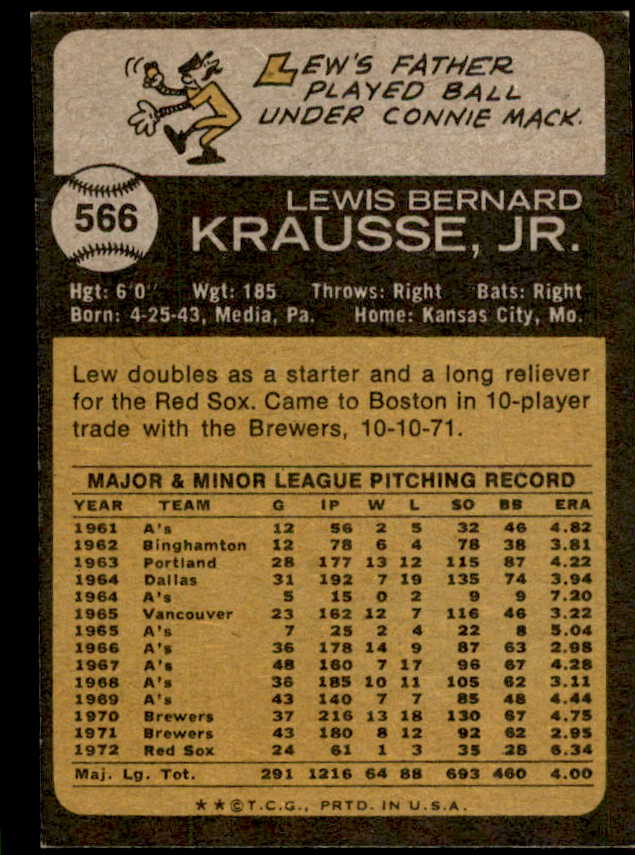 LEW'S FATHER
PLAYED BALL
UNDER CONNIE MACK.
566
LEWIS BERNARD
KRAUSSE, JR.
Hgt: 6'0" Wgt: 185 Throws: Right Bats: Right
Born: 4-25-43, Media, Pa. Home: Kansas City, Mo.
Lew doubles as a starter and a long reliever
for the Red Sox. Came to Boston in 10-player
trade with the Brewers, 10-10-71.
MAJOR & MINOR LEAGUE PITCHING RECORD
YEAR TEAM G IP W L SO BB ERA
1961 A's 12 56 2 5 32 46 4.82
1962 Binghamton 12 78 6 4 78 38 3.81
1963 Portland 28 177 13 12 115 87 4.22
1964 Dallas 31 192 7 19 135 74 3.94
1964 A's 5 15 0 2 9 9 7.20
1965 Vancouver 23 162 12 7 116 46 3.22
1965 A's 7 25 2 4 22 8 5.04
1966 A's 36 178 14 9 87 63 2.98
1967 A's 48 160 7 17 96 67 4.28
1968 A's 36 185 10 11 105 62 3.11
1969 A's 43 140 7 7 85 48 4.44
1970 Brewers 37 216 13 18 130 67 4.75
1971 Brewers 43 180 8 12 92 62 2.95
1972 Red Sox 24 61 1 3 35 28 6.34
Maj. Lg. Tot. 291 1216 64 88 693 460 4.00
★★©T.C.G., PRTD. IN U.S.A.